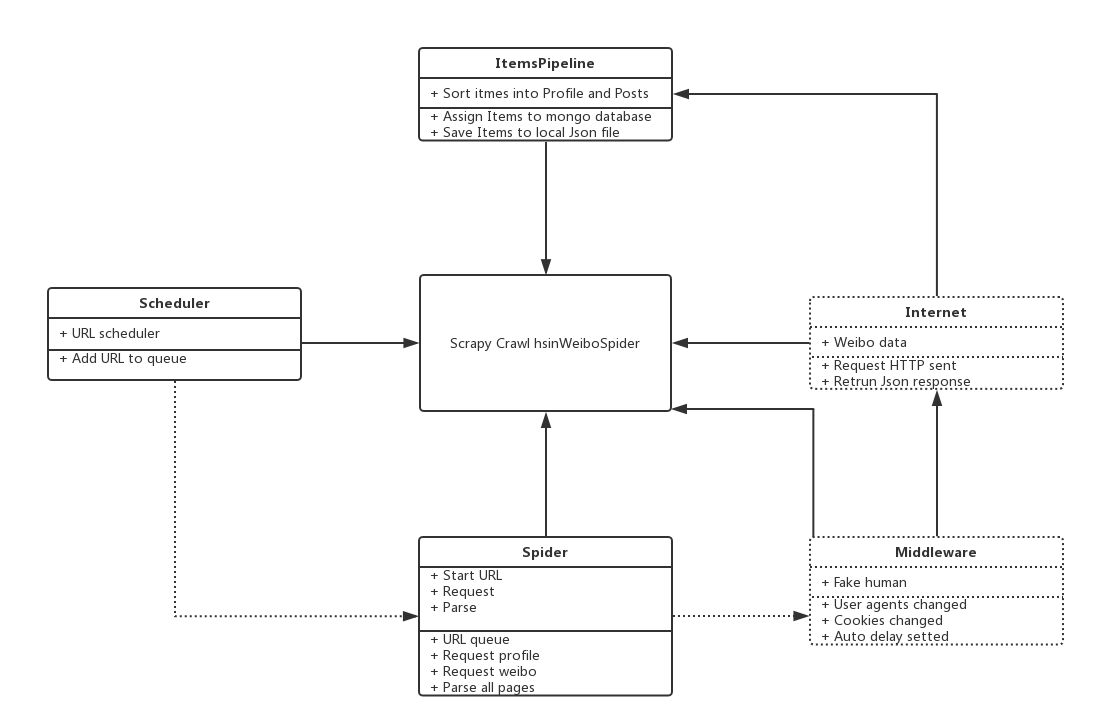 ItemsPipeline
+ Sort itmes into Profile and Posts
+ Assign Items to mongo database
+ Save Items to local Json file
Scheduler
+ URL scheduler
+ Add URL to queue
Scrapy Crawl hsinWeiboSpider
Internet
+ Weibo data
+ Request HTTP sent
+ Retrun Json response
Spider
+ Start URL
+ Request
+ Parse
+ URL queue
+ Request profile
+ Request weibo
+ Parse all pages
Middleware
+ Fake human
+ User agents changed
+ Cookies changed
+ Auto delay setted